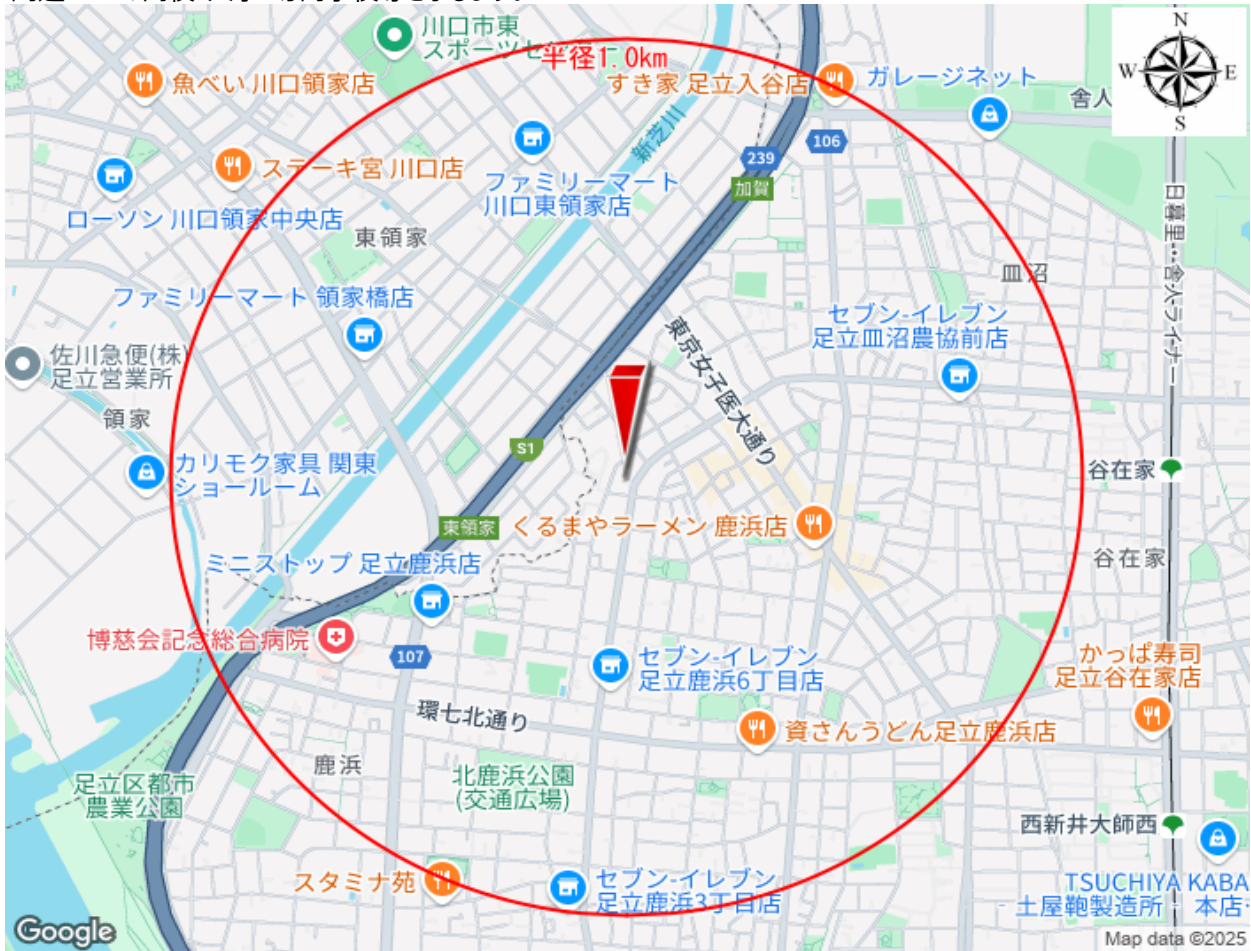 川口市東
スポーツセ
半径1.0km
N
W
E
S
魚べい 川口領家店
すき家 足立入谷店
ガレージネット
舎人
新芝川
106
239
加賀
ステーキ宮 川口店
ファミリーマート
川口東領家店
ローソン 川口領家中央店
東領家
日暮里・舎人ライナー
皿沼
ファミリーマート 領家橋店
セブン-イレブン
足立皿沼農協前店
東京女子医大通り
佐川急便(株)
足立営業所
領家
S1
カリモク家具 関東
ショールーム
谷在家
東領家
くるまやラーメン 鹿浜店
ミニストップ 足立鹿浜店
谷在家
博慈会記念総合病院
107
セブン-イレブン
足立鹿浜6丁目店
かっぱ寿司
足立谷在家店
環七北通り
資さんうどん足立鹿浜店
鹿浜
北鹿浜公園
(交通広場)
足立区都市
農業公園
西新井大師西
スタミナ苑
セブン-イレブン
足立鹿浜3丁目店
TSUCHIYA KABA
土屋鞄製造所 - 本店
Google
Map data ©2025